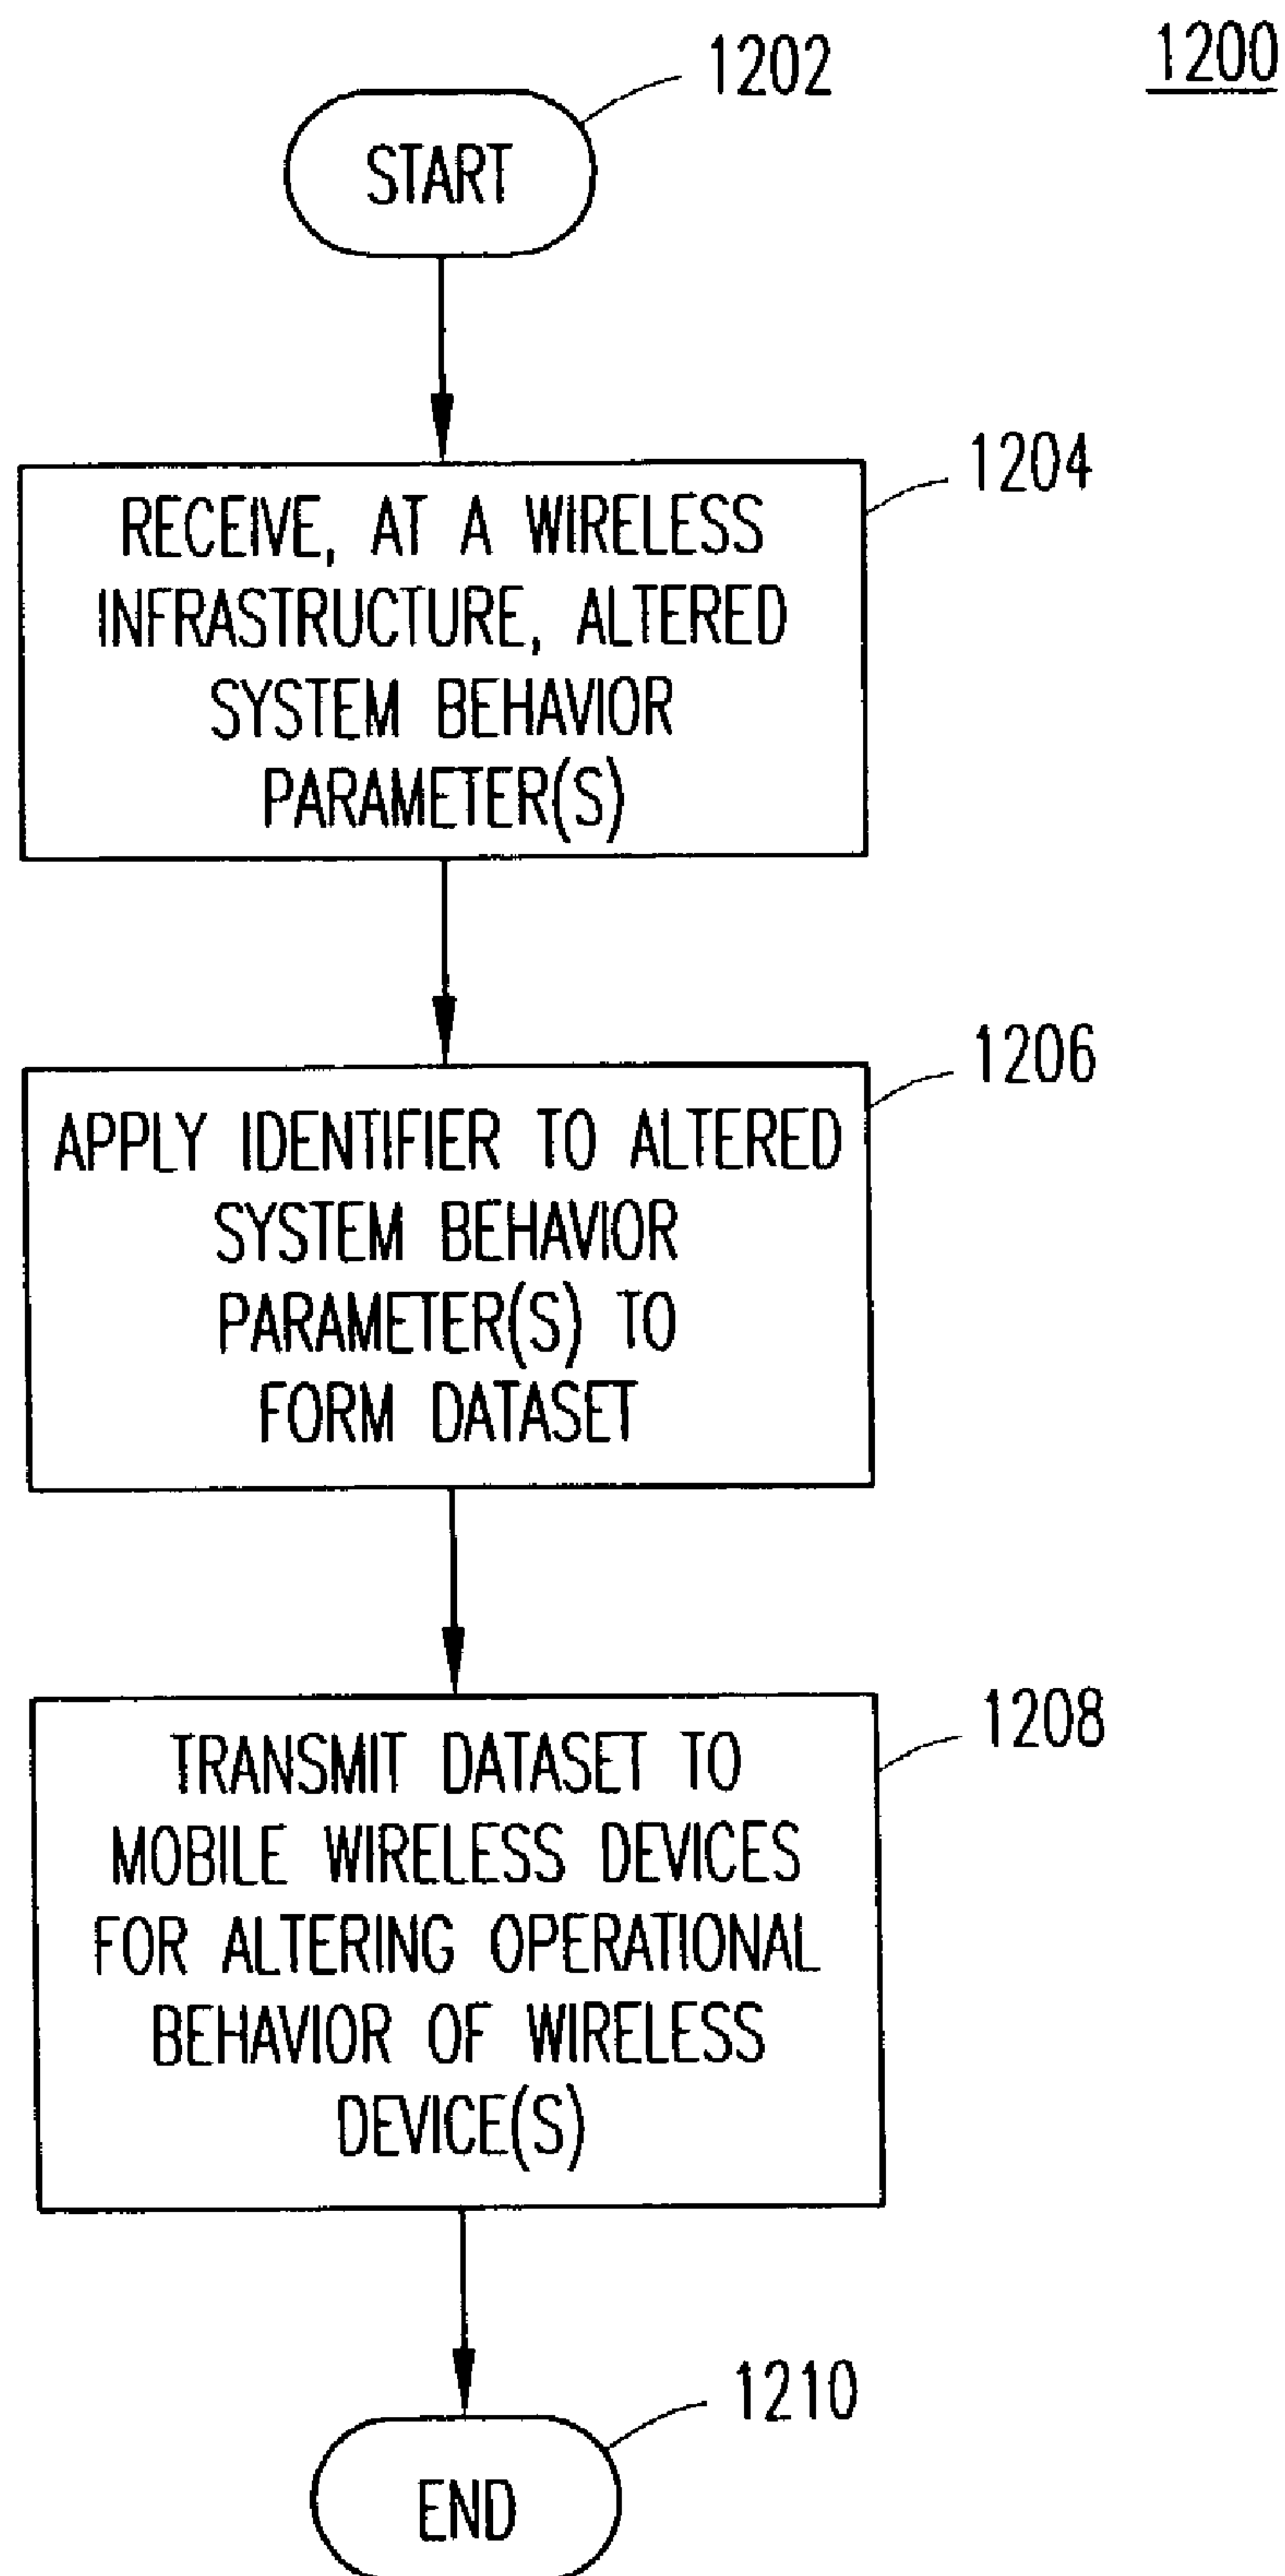 1200
1202
START
1204
RECEIVE, AT A WIRELESS
INFRASTRUCTURE, ALTERED
SYSTEM BEHAVIOR
PARAMETER(S)
1206
APPLY IDENTIFIER TO ALTERED
SYSTEM BEHAVIOR
PARAMETER(S) TO
FORM DATASET
1208
TRANSMIT DATASET TO
MOBILE WIRELESS DEVICES
FOR ALTERING OPERATIONAL
BEHAVIOR OF WIRELESS
DEVICE(S)
1210
END